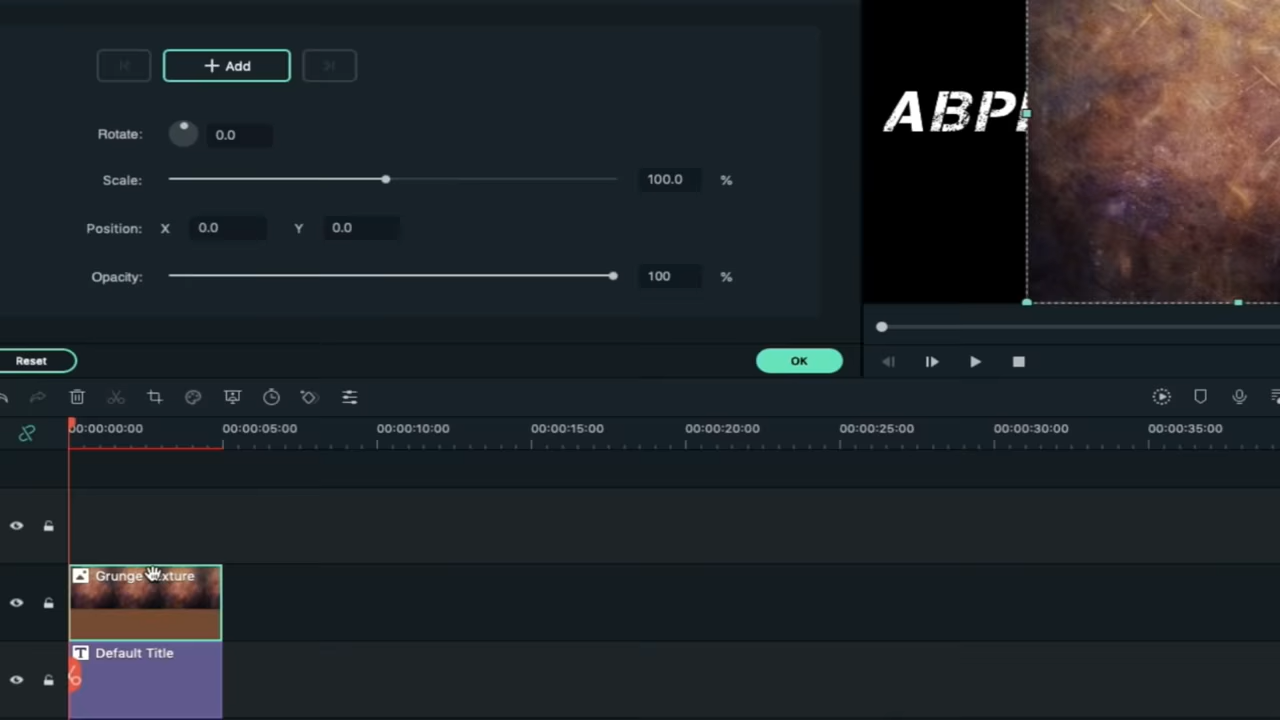 Add
ABP
Rotate:
0.0
Scale:
100.0
%
Position:
X
0.0
Y
0.0
Opacity:
100
%
Reset
OK
00:00:00:00
00:00:05:00
00:00:10:00
00:00:15:00
00:00:20:00
00:00:25:00
00:00:30:00
00:00:35:00
Grunge Texture
T Default Title